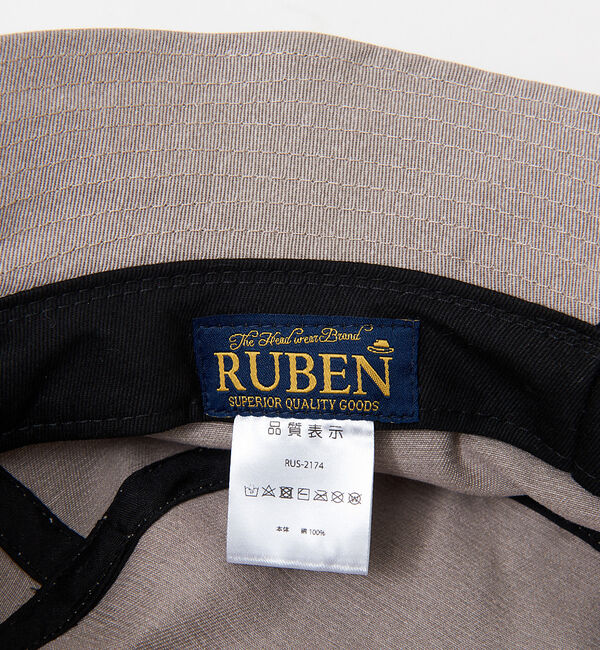 The Head wear Brand
RUBEN
SUPERIOR QUALITY GOODS
品質表示
RUS-2174
本体 綿 100%